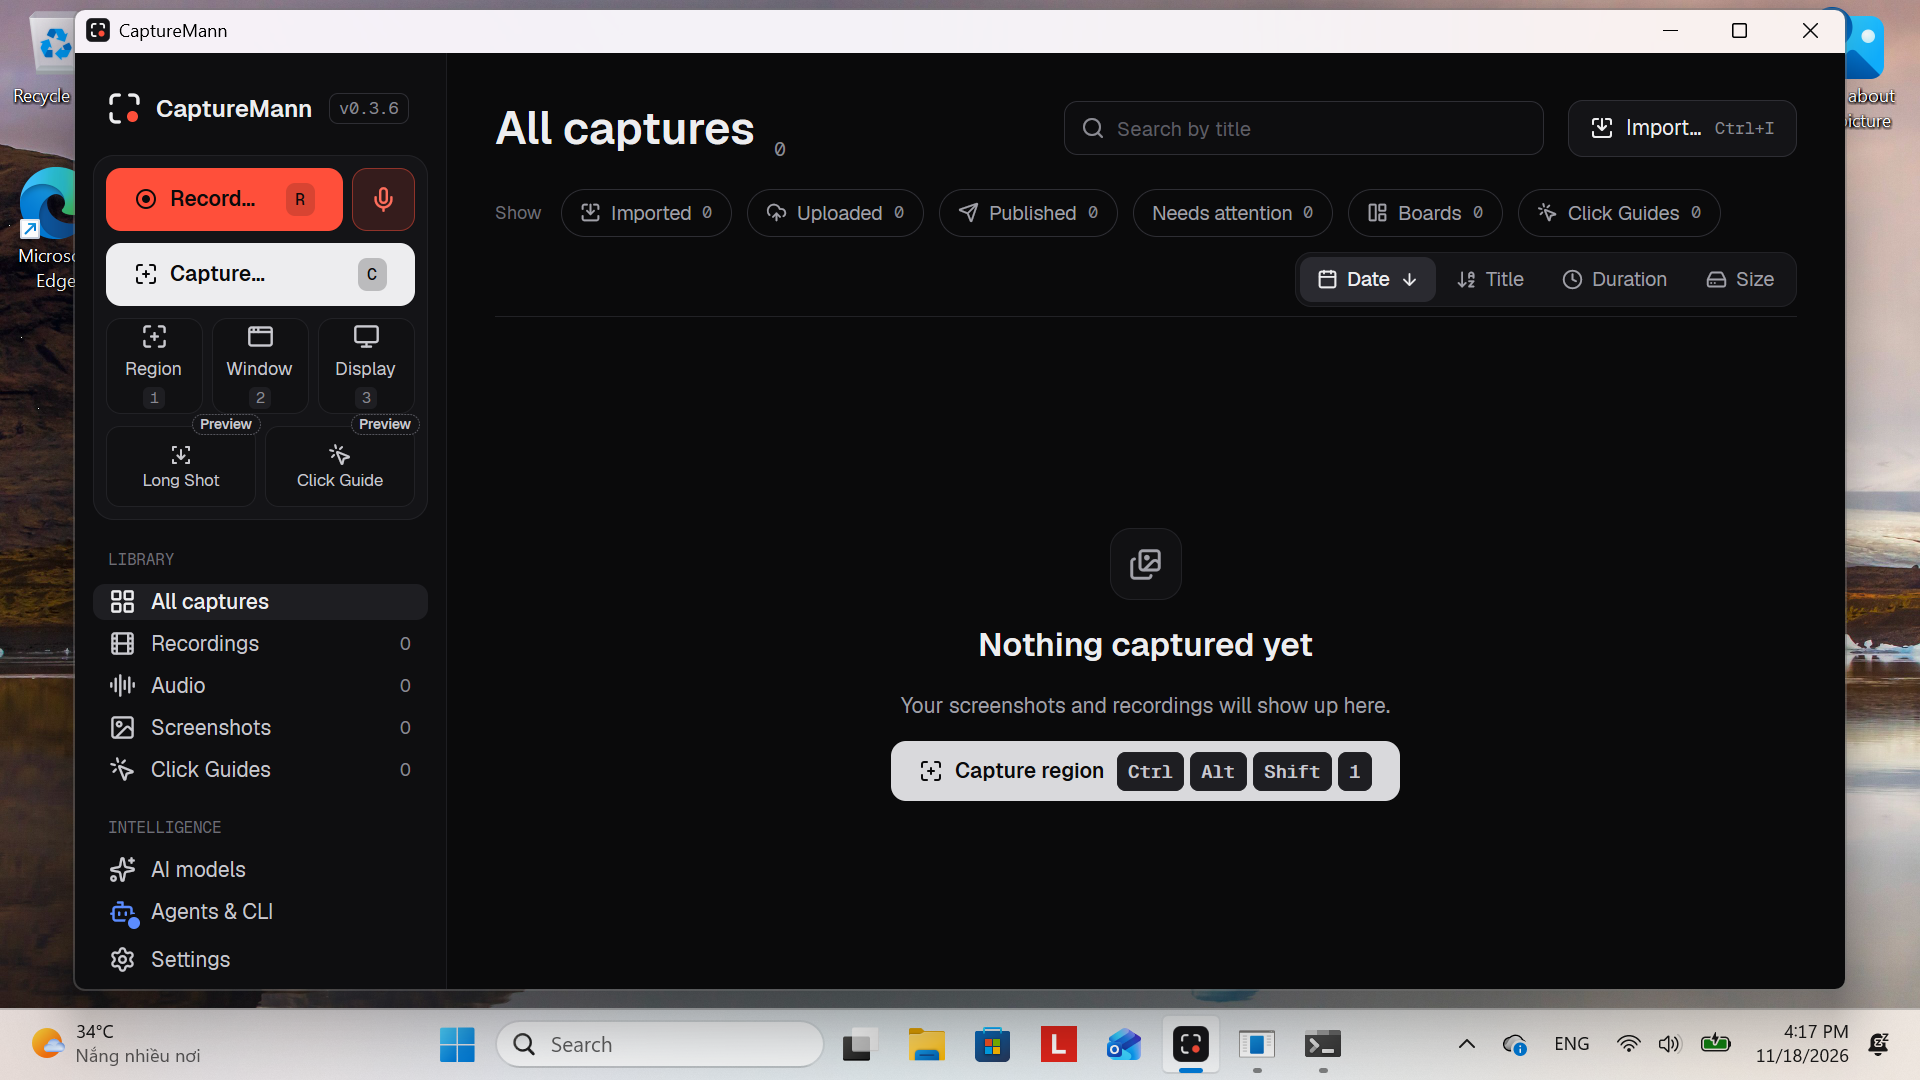 CaptureMann
Recycle
Microso
Edge
about
icture
CaptureMann v0.3.6
Record... R
Capture... C
Region Window Display
1 2 3
Preview Preview
Long Shot Click Guide
LIBRARY
All captures
Recordings 0
Audio 0
Screenshots 0
Click Guides 0
INTELLIGENCE
AI models
Agents & CLI
Settings
All captures 0
Search by title
Import... Ctrl+I
Show Imported 0 Uploaded 0 Published 0 Needs attention 0 Boards 0 Click Guides 0
Date Title Duration Size
Nothing captured yet
Your screenshots and recordings will show up here.
Capture region Ctrl Alt Shift 1
34°C
Nắng nhiều nơi
Search
L
ENG
4:17 PM
11/18/2026